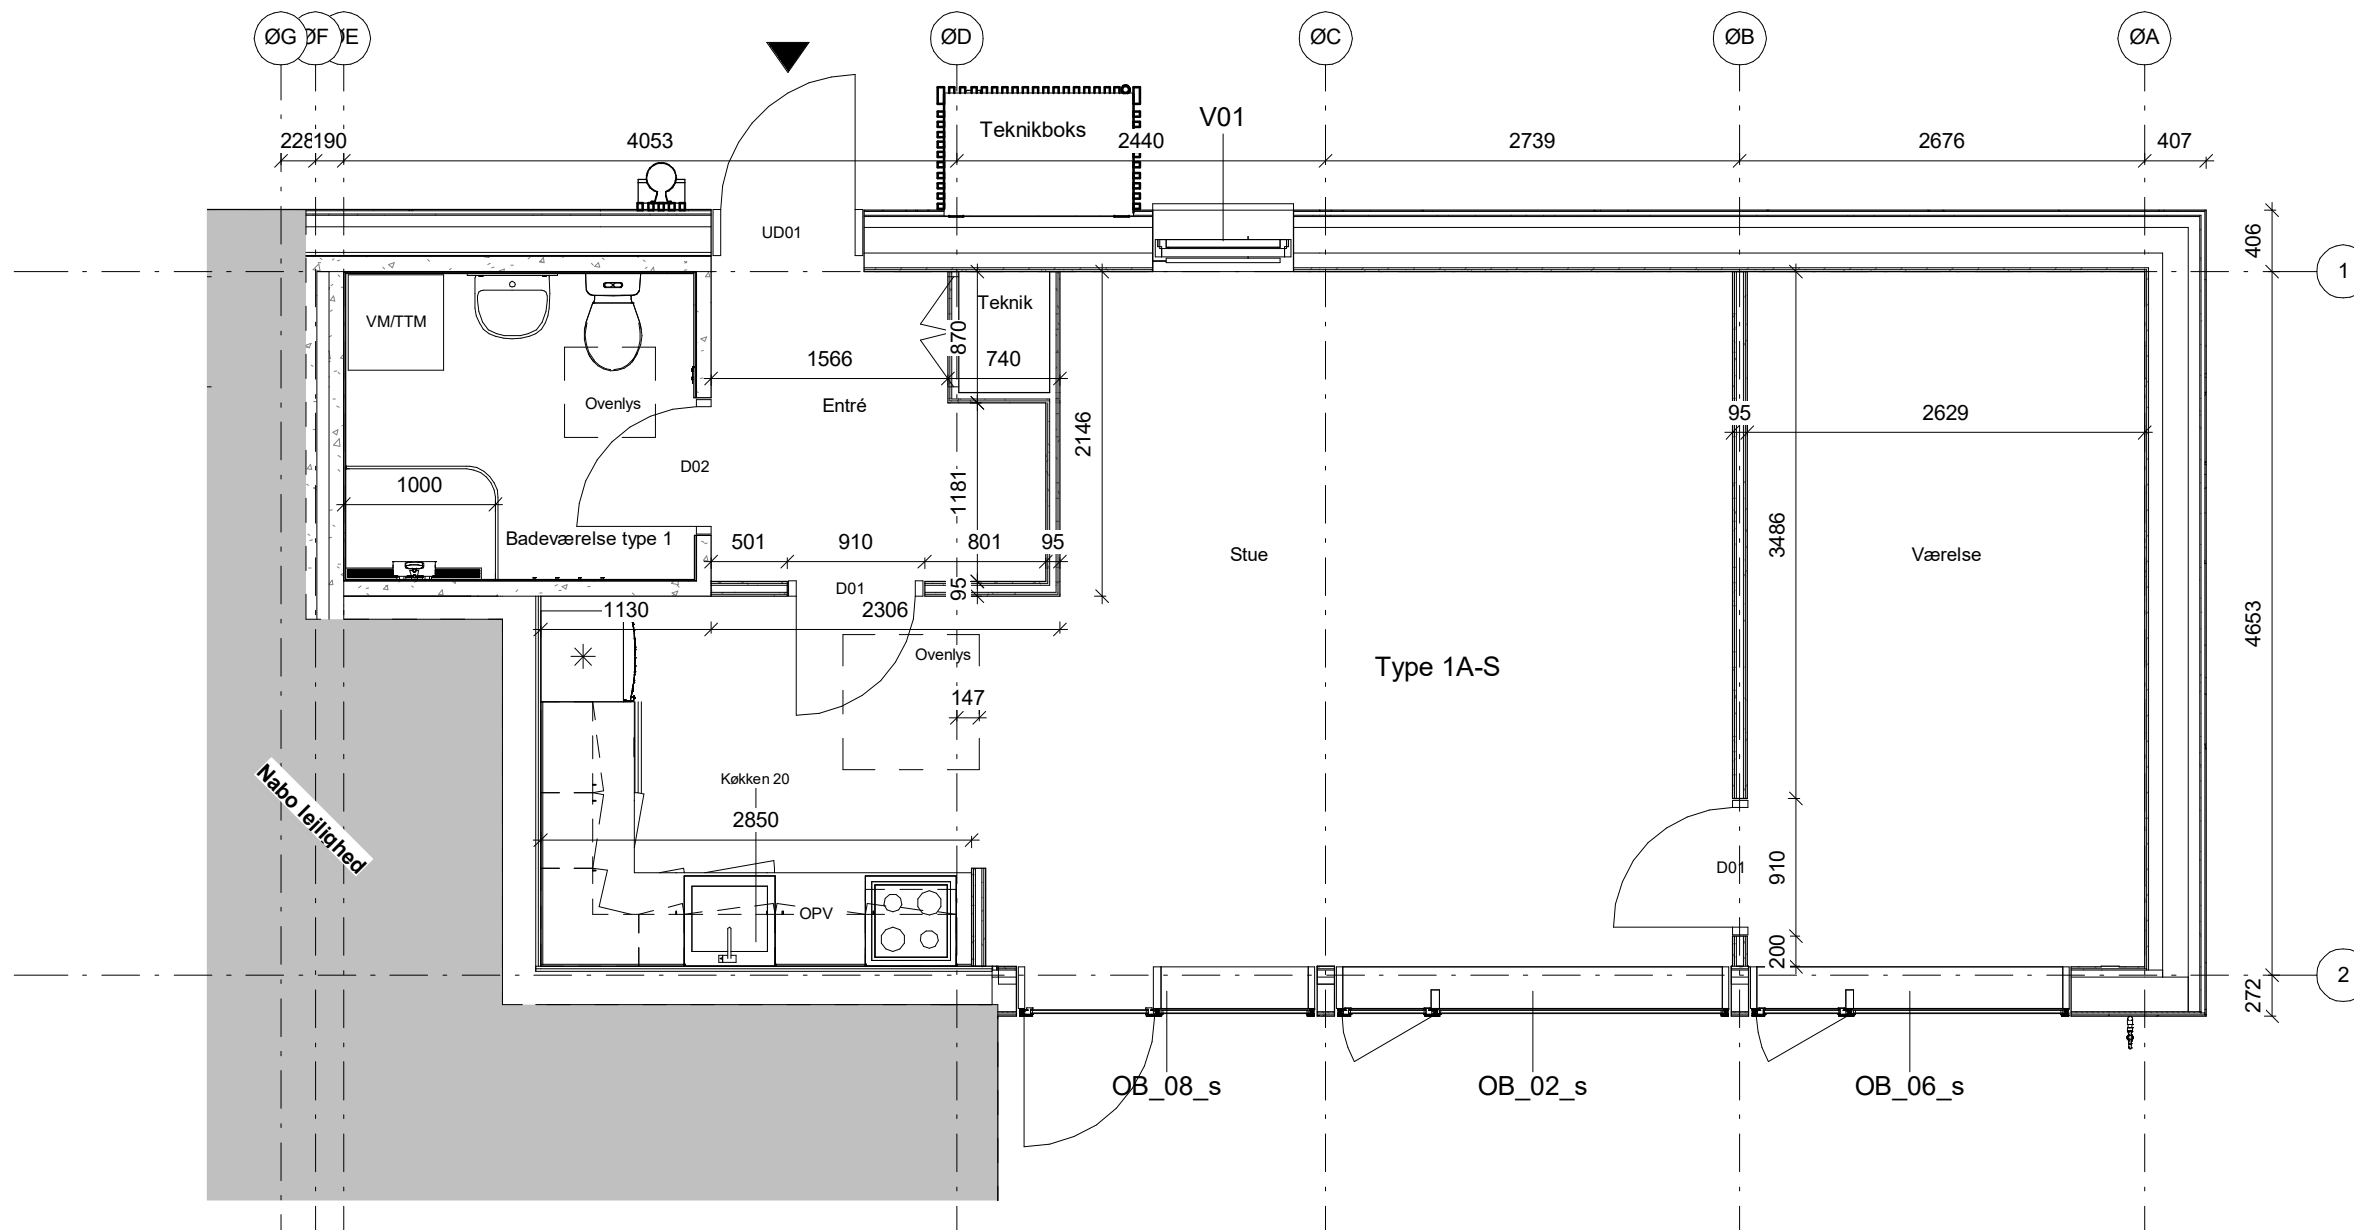 ØG ØF ØE ØD ØC ØB ØA
V01
Teknikboks
228 190 4053 2440 2739 2676 407
UD01
406
1
VM/TTM
Teknik
870
1566 740
Ovenlys
Entré
95 2629
2146
D02
1000
1181
3486
Badeværelse type 1
501 910 801 95
Stue
Værelse
D01
95
1130 2306
4653
Ovenlys
Type 1A-S
147
Køkken 20
Nabo leilighed
2850
D01
910
OPV
200
2
272
OB_08_s OB_02_s OB_06_s